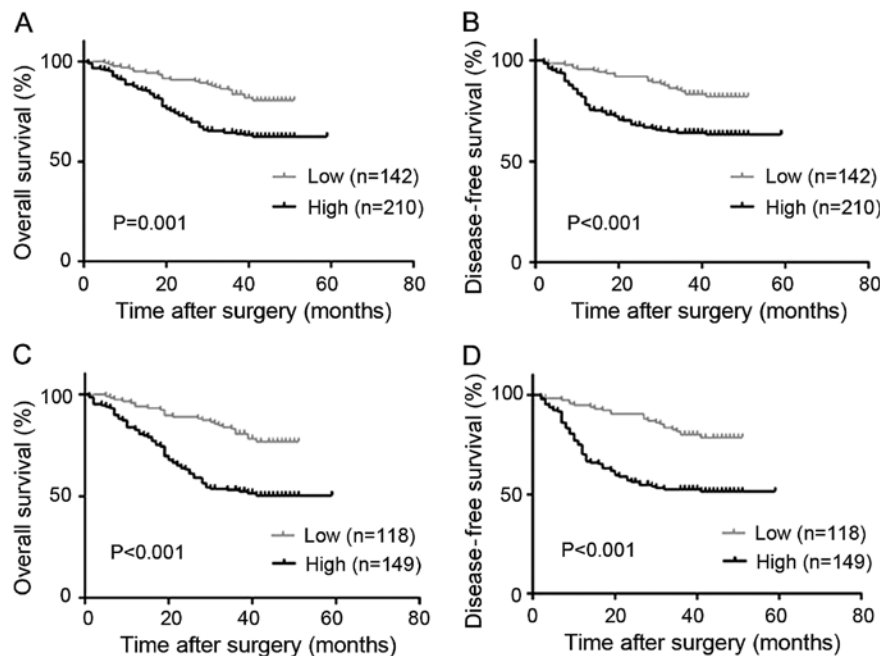 A
Overall survival (%)
100
50
0
Low (n=142)
High (n=210)
P=0.001
0 20 40 60 80
Time after surgery (months)
B
Disease-free survival (%)
100
50
0
Low (n=142)
High (n=210)
P<0.001
0 20 40 60 80
Time after surgery (months)
C
Overall survival (%)
100
50
0
Low (n=118)
High (n=149)
P<0.001
0 20 40 60 80
Time after surgery (months)
D
Disease-free survival (%)
100
50
0
Low (n=118)
High (n=149)
P<0.001
0 20 40 60 80
Time after surgery (months)